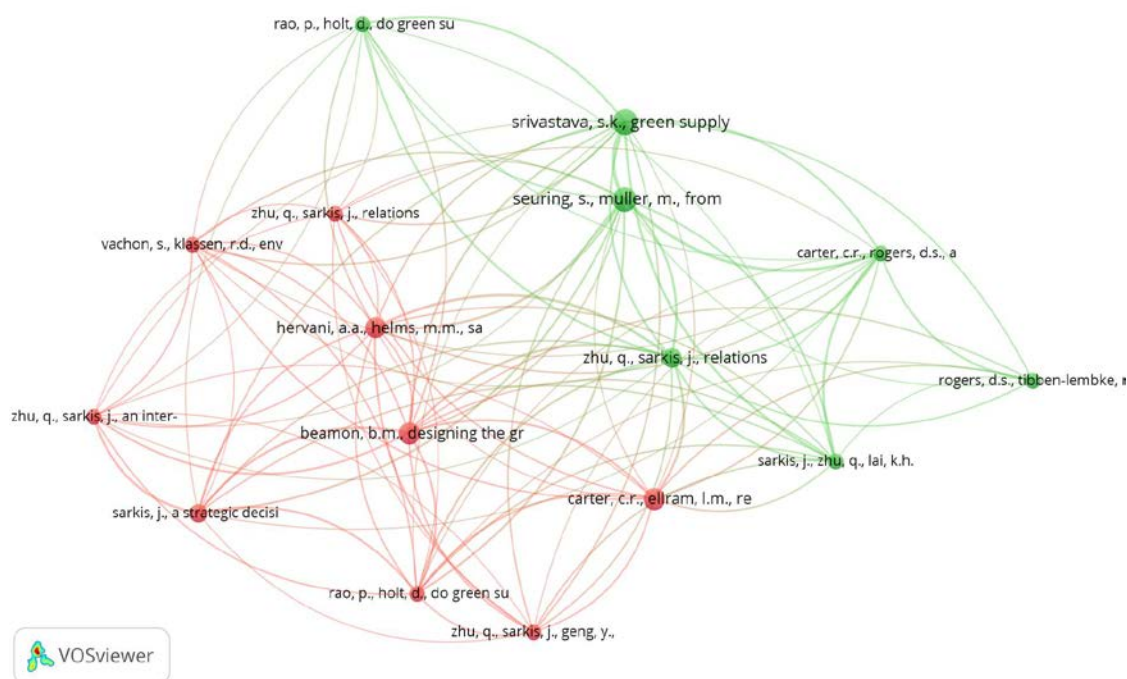 rao, p., holt, d., do green su
srivastava, s.k., green supply
seuring, s., muller, m., from
zhu, q., sarkis, j., relations
vachon, s., klassen, r.d., env
carter, c.r., rogers, d.s., a
hervani, a.a., helms, m.m., sa
zhu, q., sarkis, j., relations
rogers, d.s., tibben-lembke, r
zhu, q., sarkis, j., an inter-
beamon, b.m., designing the gr
sarkis, j., zhu, q., lai, k.h.
carter, c.r., ellram, l.m., re
sarkis, j., a strategic decisi
rao, p., holt, d., do green su
zhu, q., sarkis, j., geng, y.,
VOSviewer